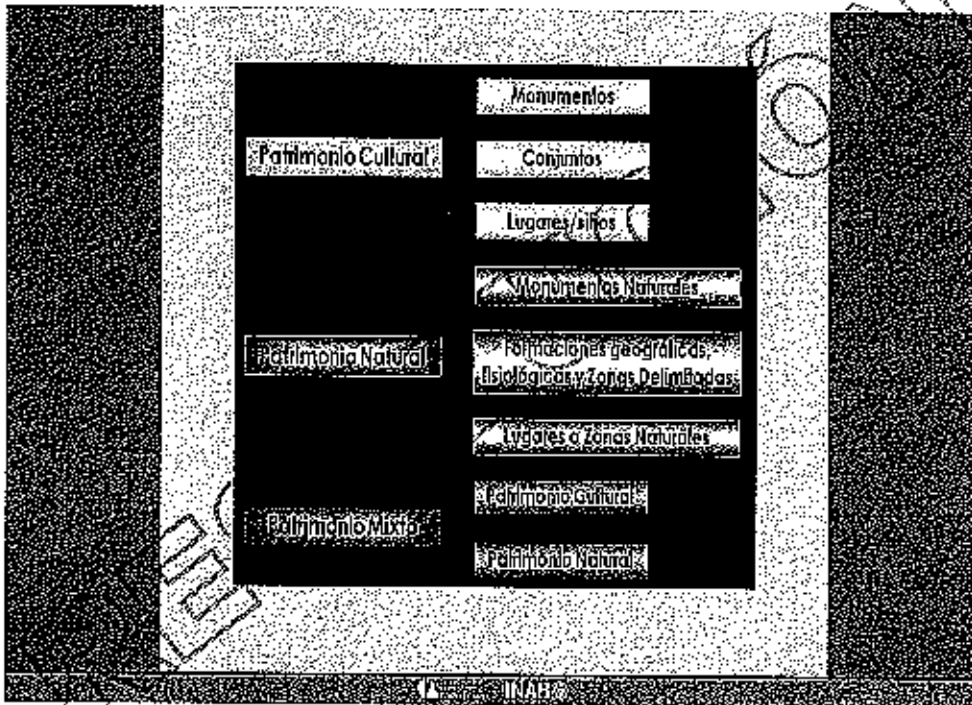 Monumentos
Patrimonio Cultural
Conjuntos
Lugares/sitios
Monumentos Naturales
Patrimonio Natural
Formaciones geográficas,
fisiológicas y Zonas Delimitadas
Lugares o Zonas Naturales
Patrimonio Cultural
Patrimonio Mixto
Patrimonio Natural
INAH